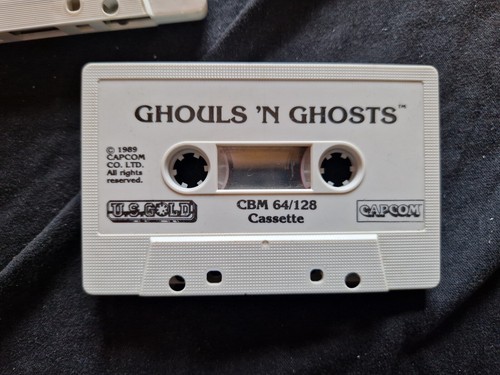 GHOULS 'N GHOSTS™
© 1989
CAPCOM
CO. LTD.
All rights
reserved.
U.S. GOLD
CBM 64/128
Cassette
CAPCOM